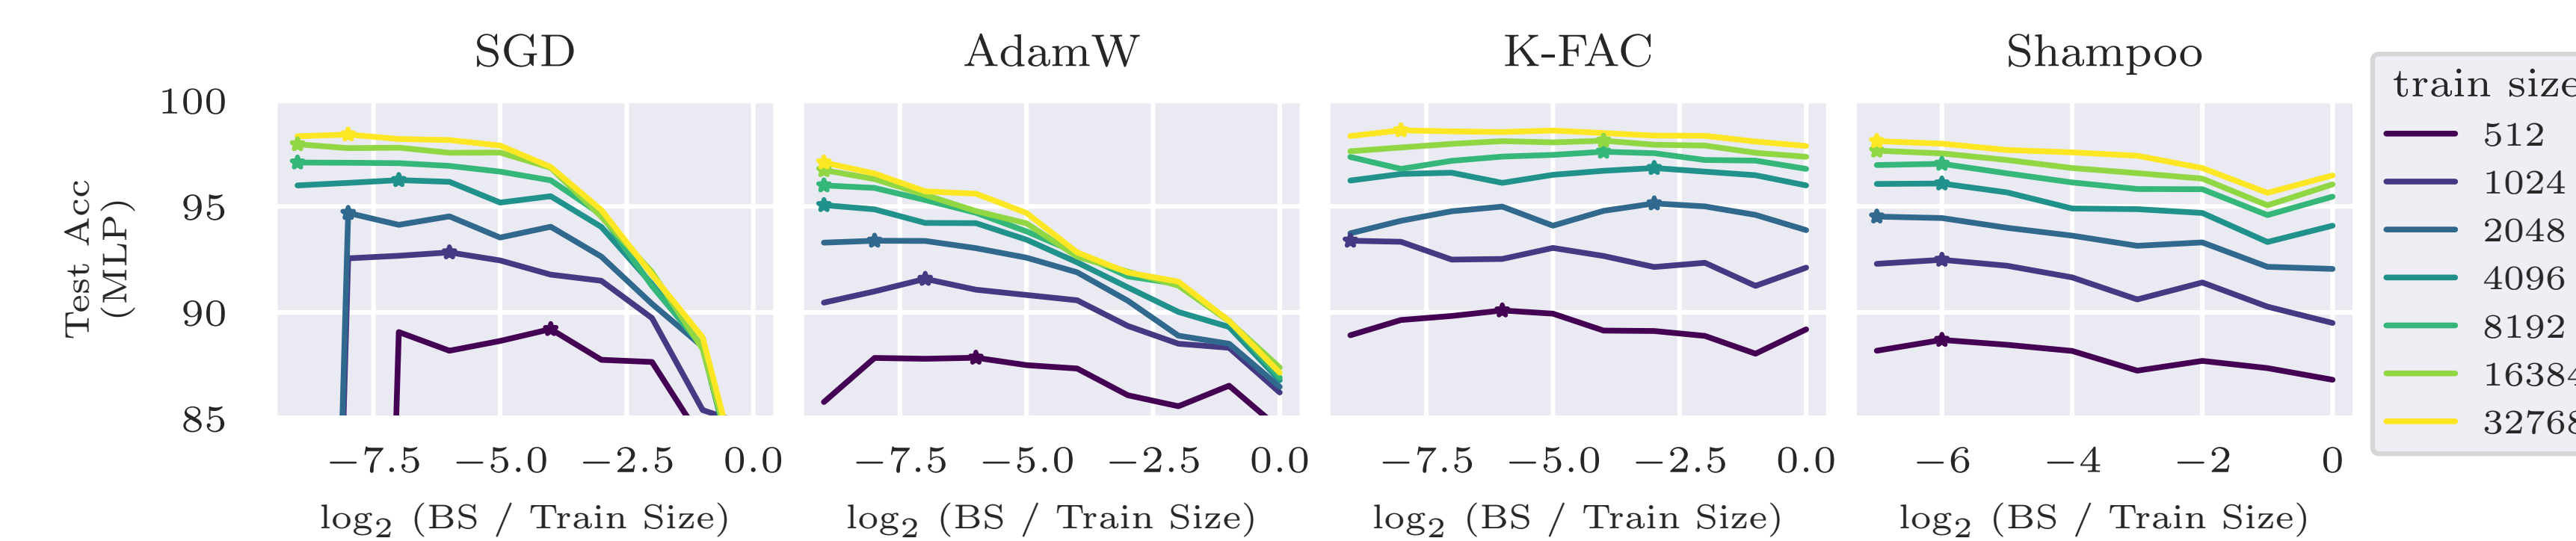 SGD
AdamW
K-FAC
Shampoo
100
95
90
85
Test Acc
(MLP)
−7.5 −5.0 −2.5 0.0
−7.5 −5.0 −2.5 0.0
−7.5 −5.0 −2.5 0.0
−6 −4 −2 0
log₂ (BS / Train Size)
log₂ (BS / Train Size)
log₂ (BS / Train Size)
log₂ (BS / Train Size)
train size
512
1024
2048
4096
8192
16384
32768